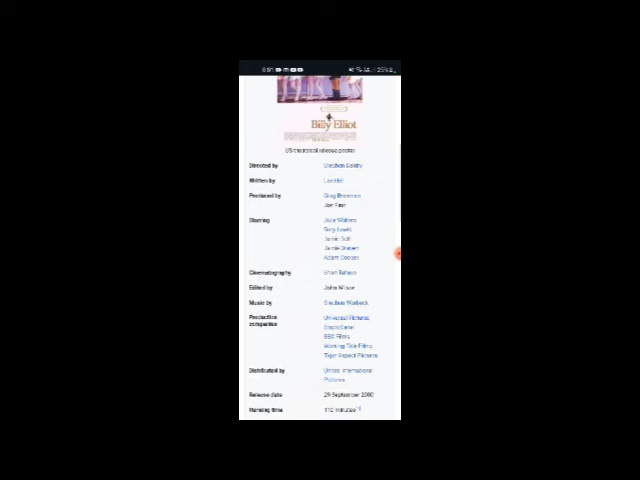 Billy Elliot
US theatrical release poster
Directed by Stephen Daldry
Written by Lee Hall
Produced by Greg Brenman
Jon Finn
Starring Julie Walters
Gary Lewis
Jamie Bell
Jamie Draven
Adam Cooper
Cinematography Brian Tufano
Edited by John Wilson
Music by Stephen Warbeck
Production Universal Pictures
companies StudioCanal
BBC Films
Working Title Films
Tiger Aspect Pictures
Distributed by United International
Pictures
Release date 29 September 2000
Running time 110 minutes